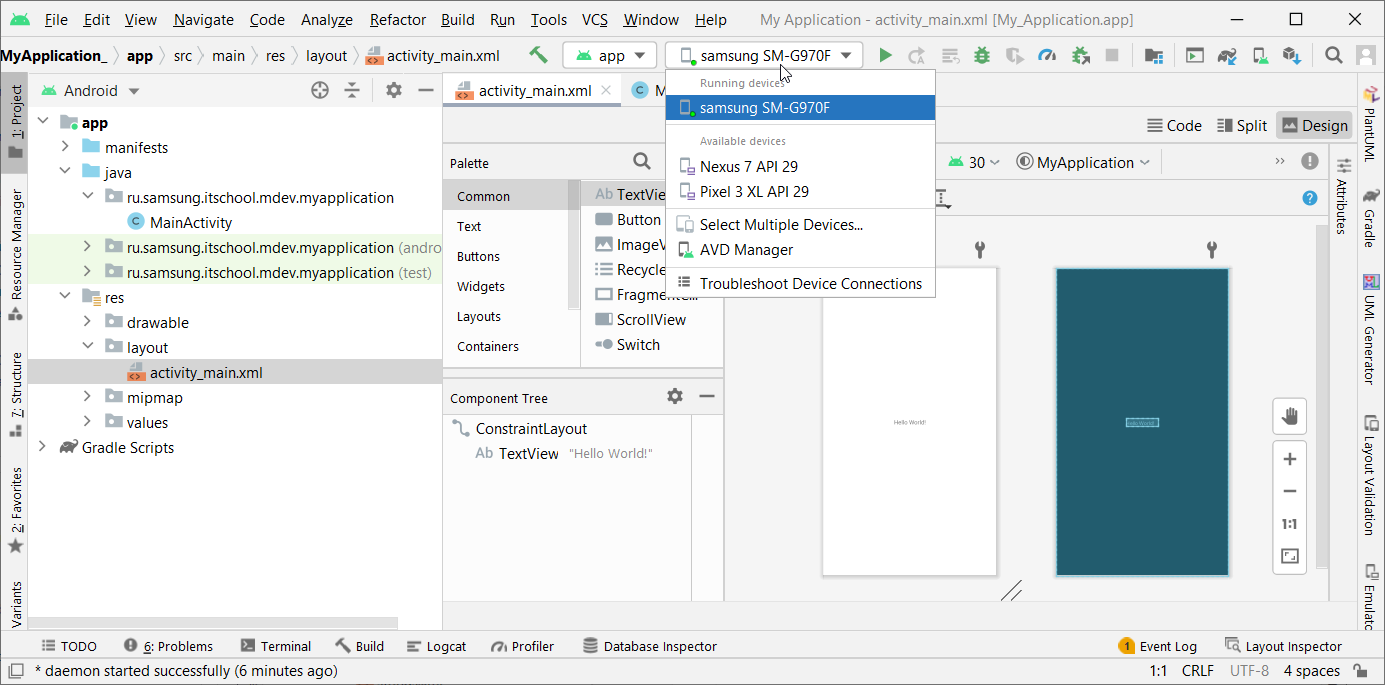 File Edit View Navigate Code Analyze Refactor Build Run Tools VCS Window Help My Application - activity_main.xml [My_Application.app]
MyApplication_ app src main res layout activity_main.xml app samsung SM-G970F
1: Project
Resource Manager
7: Structure
2: Favorites
Variants
Android
app
manifests
java
ru.samsung.itschool.mdev.myapplication
MainActivity
ru.samsung.itschool.mdev.myapplication (andro
ru.samsung.itschool.mdev.myapplication (test)
res
drawable
layout
activity_main.xml
mipmap
values
Gradle Scripts
activity_main.xml
Running devices
samsung SM-G970F
Available devices
Nexus 7 API 29
Pixel 3 XL API 29
Select Multiple Devices...
AVD Manager
Troubleshoot Device Connections
Code Split Design
Palette
Common
Text
Buttons
Widgets
Layouts
Containers
Ab TextVie
Button
ImageV
Recycle
ScrollView
Switch
30 MyApplication
Component Tree
ConstraintLayout
Ab TextView "Hello World!"
Hello World!
1:1
PlantUML
Gradle
Attributes
UML Generator
Layout Validation
Emulato
TODO 6: Problems Terminal Build Logcat Profiler Database Inspector 1 Event Log Layout Inspector
* daemon started successfully (6 minutes ago) 1:1 CRLF UTF-8 4 spaces